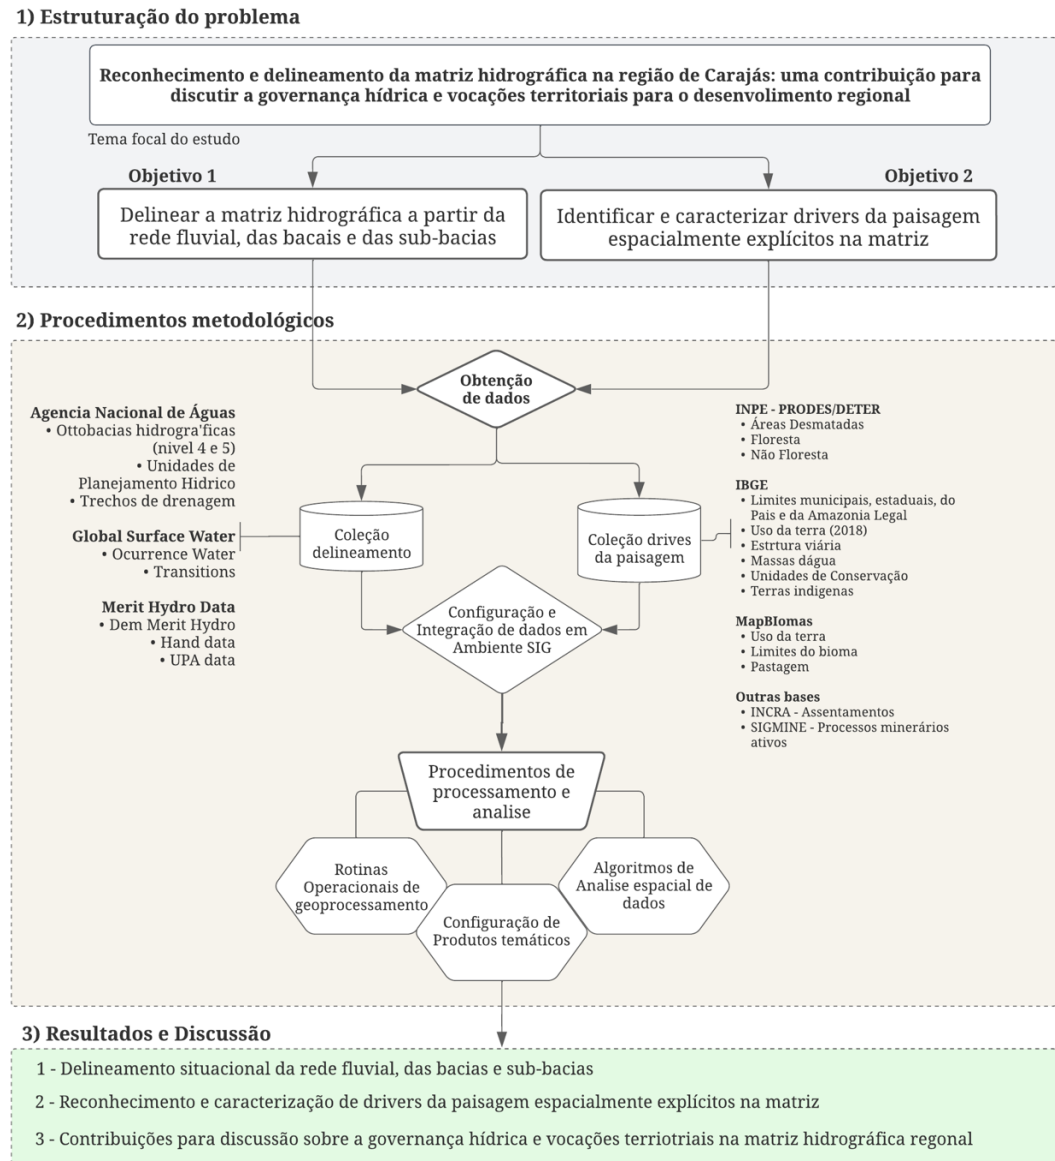 1) Estruturação do problema
Reconhecimento e delineamento da matriz hidrográfica na região de Carajás: uma contribuição para
discutir a governança hídrica e vocações territoriais para o desenvolimento regional
Tema focal do estudo
Objetivo 1
Delinear a matriz hidrográfica a partir da
rede fluvial, das bacais e das sub-bacias
Objetivo 2
Identificar e caracterizar drivers da paisagem
espacialmente explícitos na matriz
2) Procedimentos metodológicos
Obtenção
de dados
Agencia Nacional de Águas
• Ottobacias hidrogra'ficas
(nivel 4 e 5)
• Unidades de
Planejamento Hidrico
• Trechos de drenagem
Global Surface Water
• Ocurrence Water
• Transitions
Merit Hydro Data
• Dem Merit Hydro
• Hand data
• UPA data
Coleção
delineamento
Coleção drives
da paisagem
INPE - PRODES/DETER
• Áreas Desmatadas
• Floresta
• Não Floresta
IBGE
• Limites municipais, estaduais, do
Pais e da Amazonia Legal
• Uso da terra (2018)
• Estrtura viária
• Massas dágua
• Unidades de Conservação
• Terras indigenas
MapBIomas
• Uso da terra
• Limites do bioma
• Pastagem
Outras bases
• INCRA - Assentamentos
• SIGMINE - Processos minerários
ativos
Configuração e
Integração de dados em
Ambiente SIG
Procedimentos de
processamento e
analise
Rotinas
Operacionais de
geoprocessamento
Configuração de
Produtos temáticos
Algoritmos de
Analise espacial de
dados
3) Resultados e Discussão
1 - Delineamento situacional da rede fluvial, das bacias e sub-bacias
2 - Reconhecimento e caracterização de drivers da paisagem espacialmente explícitos na matriz
3 - Contribuições para discussão sobre a governança hídrica e vocações terriotriais na matriz hidrográfica regonal